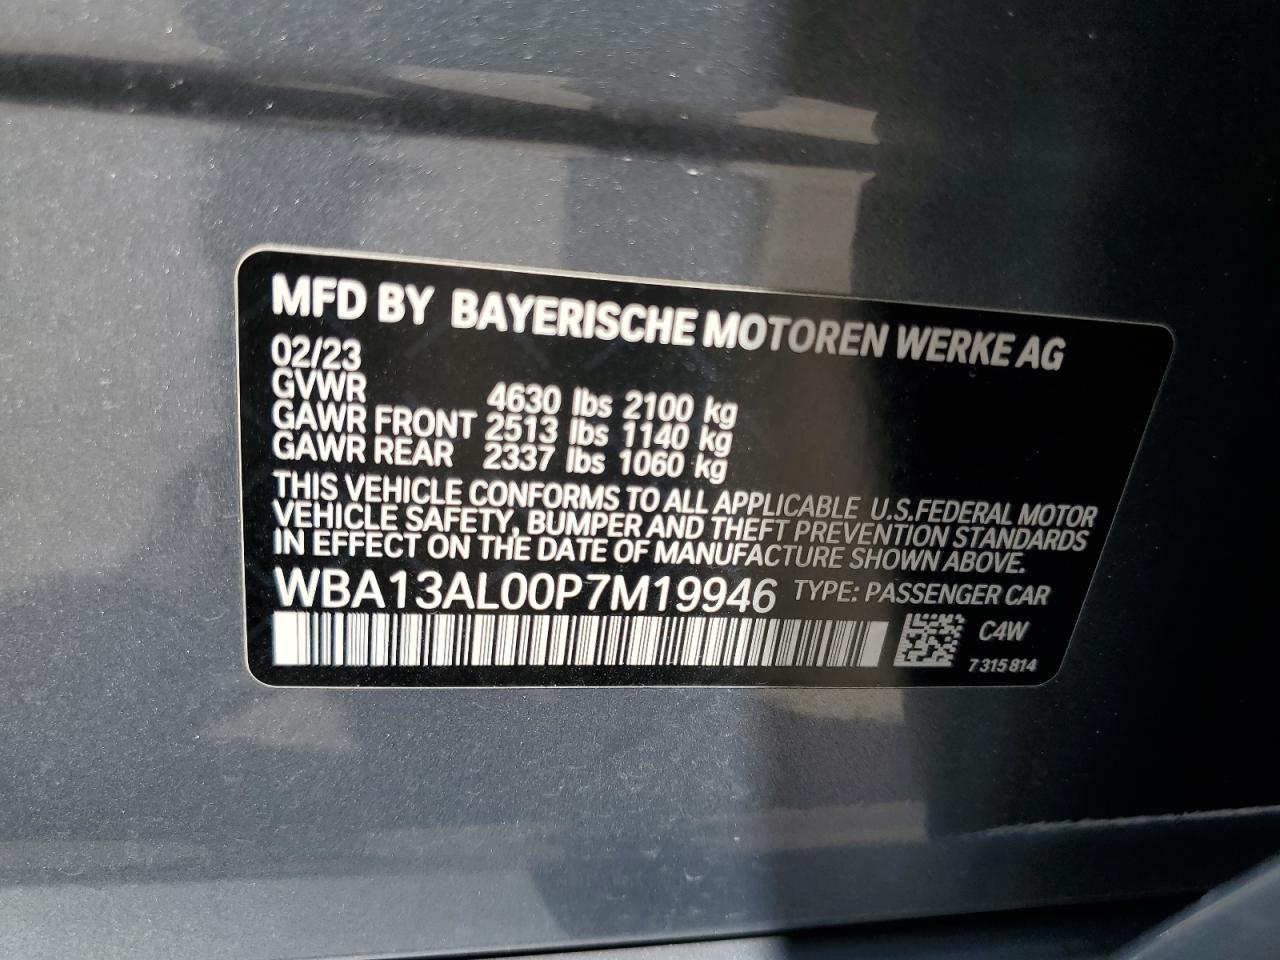 MFD BY BAYERISCHE MOTOREN WERKE AG
02/23
GVWR 4630 lbs 2100 kg
GAWR FRONT 2513 lbs 1140 kg
GAWR REAR 2337 lbs 1060 kg
THIS VEHICLE CONFORMS TO ALL APPLICABLE U.S. FEDERAL MOTOR
VEHICLE SAFETY, BUMPER AND THEFT PREVENTION STANDARDS
IN EFFECT ON THE DATE OF MANUFACTURE SHOWN ABOVE.
WBA13AL00P7M19946 TYPE: PASSENGER CAR
C4W
7 315 814